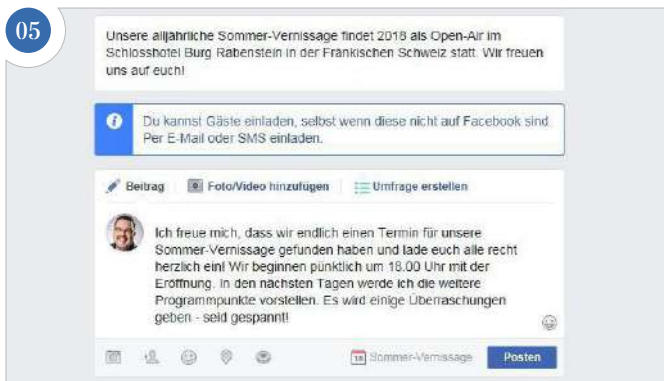 05
Unsere alljährliche Sommer-Vernissage findet 2018 als Open-Air im
Schlosshotel Burg Rabenstein in der Fränkischen Schweiz statt. Wir freuen
uns auf euch!
Du kannst Gäste einladen, selbst wenn diese nicht auf Facebook sind.
Per E-Mail oder SMS einladen.
Beitrag Foto/Video hinzufügen Umfrage erstellen
Ich freue mich, dass wir endlich einen Termin für unsere
Sommer-Vernissage gefunden haben und lade euch alle recht
herzlich ein! Wir beginnen pünktlich um 18.00 Uhr mit der
Eröffnung. In den nächsten Tagen werde ich die weitere
Programmpunkte vorstellen. Es wird einige Überraschungen
geben - seid gespannt!
18 Sommer-Vernissage Posten